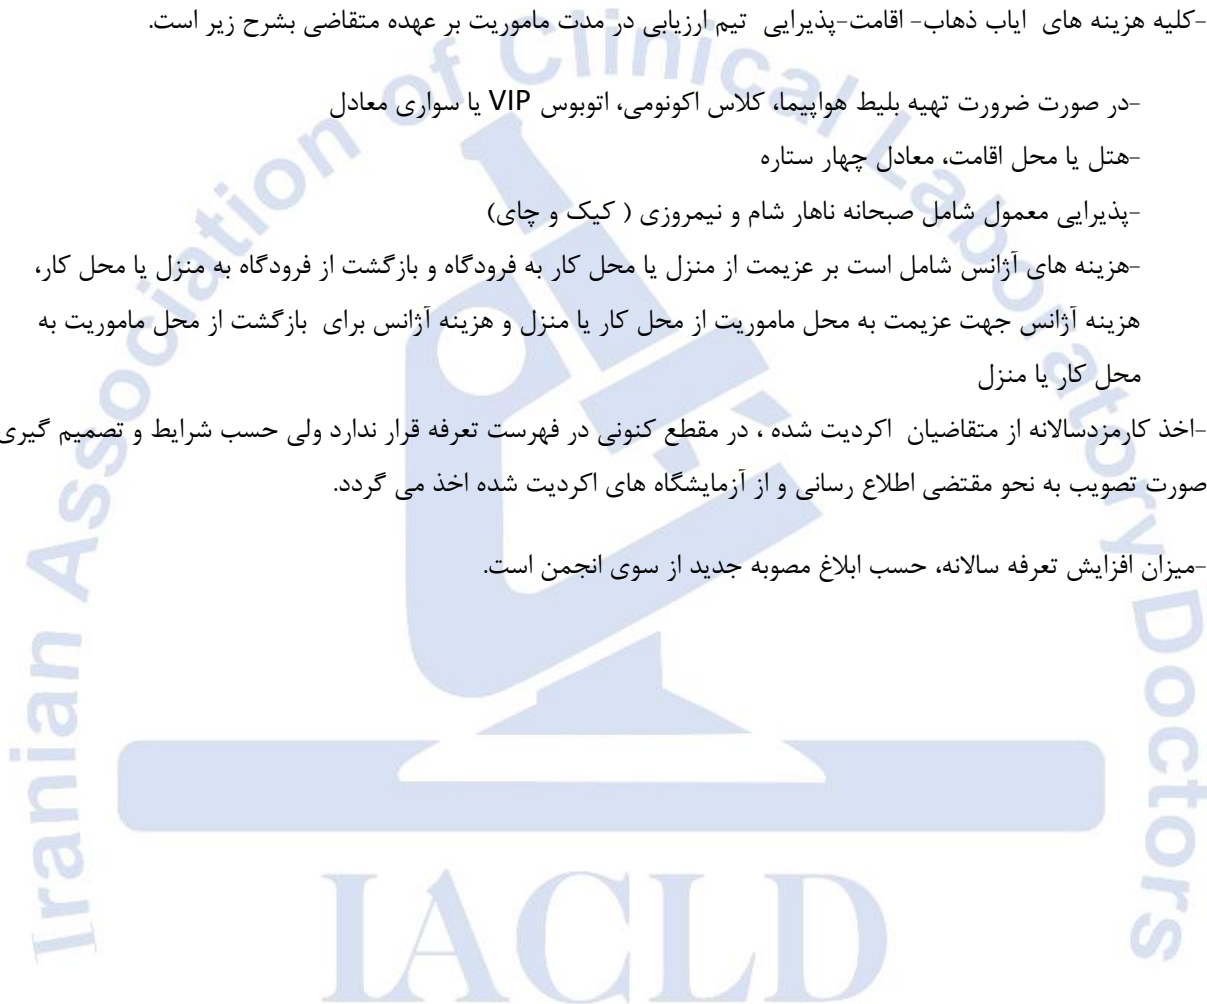 -کلیه هزینه های ایاب ذهاب- اقامت-پذیرایی تیم ارزیابی در مدت ماموریت بر عهده متقاضی بشرح زیر است.
-در صورت ضرورت تهیه بلیط هواپیما، کلاس اکونومی، اتوبوس VIP یا سواری معادل
-هتل یا محل اقامت، معادل چهار ستاره
-پذیرایی معمول شامل صبحانه ناهار شام و نیمروزی ( کیک و چای)
-هزینه های آژانس شامل است بر عزیمت از منزل یا محل کار به فرودگاه و بازگشت از فرودگاه به منزل یا محل کار،
هزینه آژانس جهت عزیمت به محل ماموریت از محل کار یا منزل و هزینه آژانس برای بازگشت از محل ماموریت به
محل کار یا منزل
-اخذ کارمزدسالانه از متقاضیان اکردیت شده ، در مقطع کنونی در فهرست تعرفه قرار ندارد ولی حسب شرایط و تصمیم گیری
صورت تصویب به نحو مقتضی اطلاع رسانی و از آزمایشگاه های اکردیت شده اخذ می گردد.
-میزان افزایش تعرفه سالانه، حسب ابلاغ مصوبه جدید از سوی انجمن است.
Iranian Association of Clinical Laboratory Doctors
IACLD